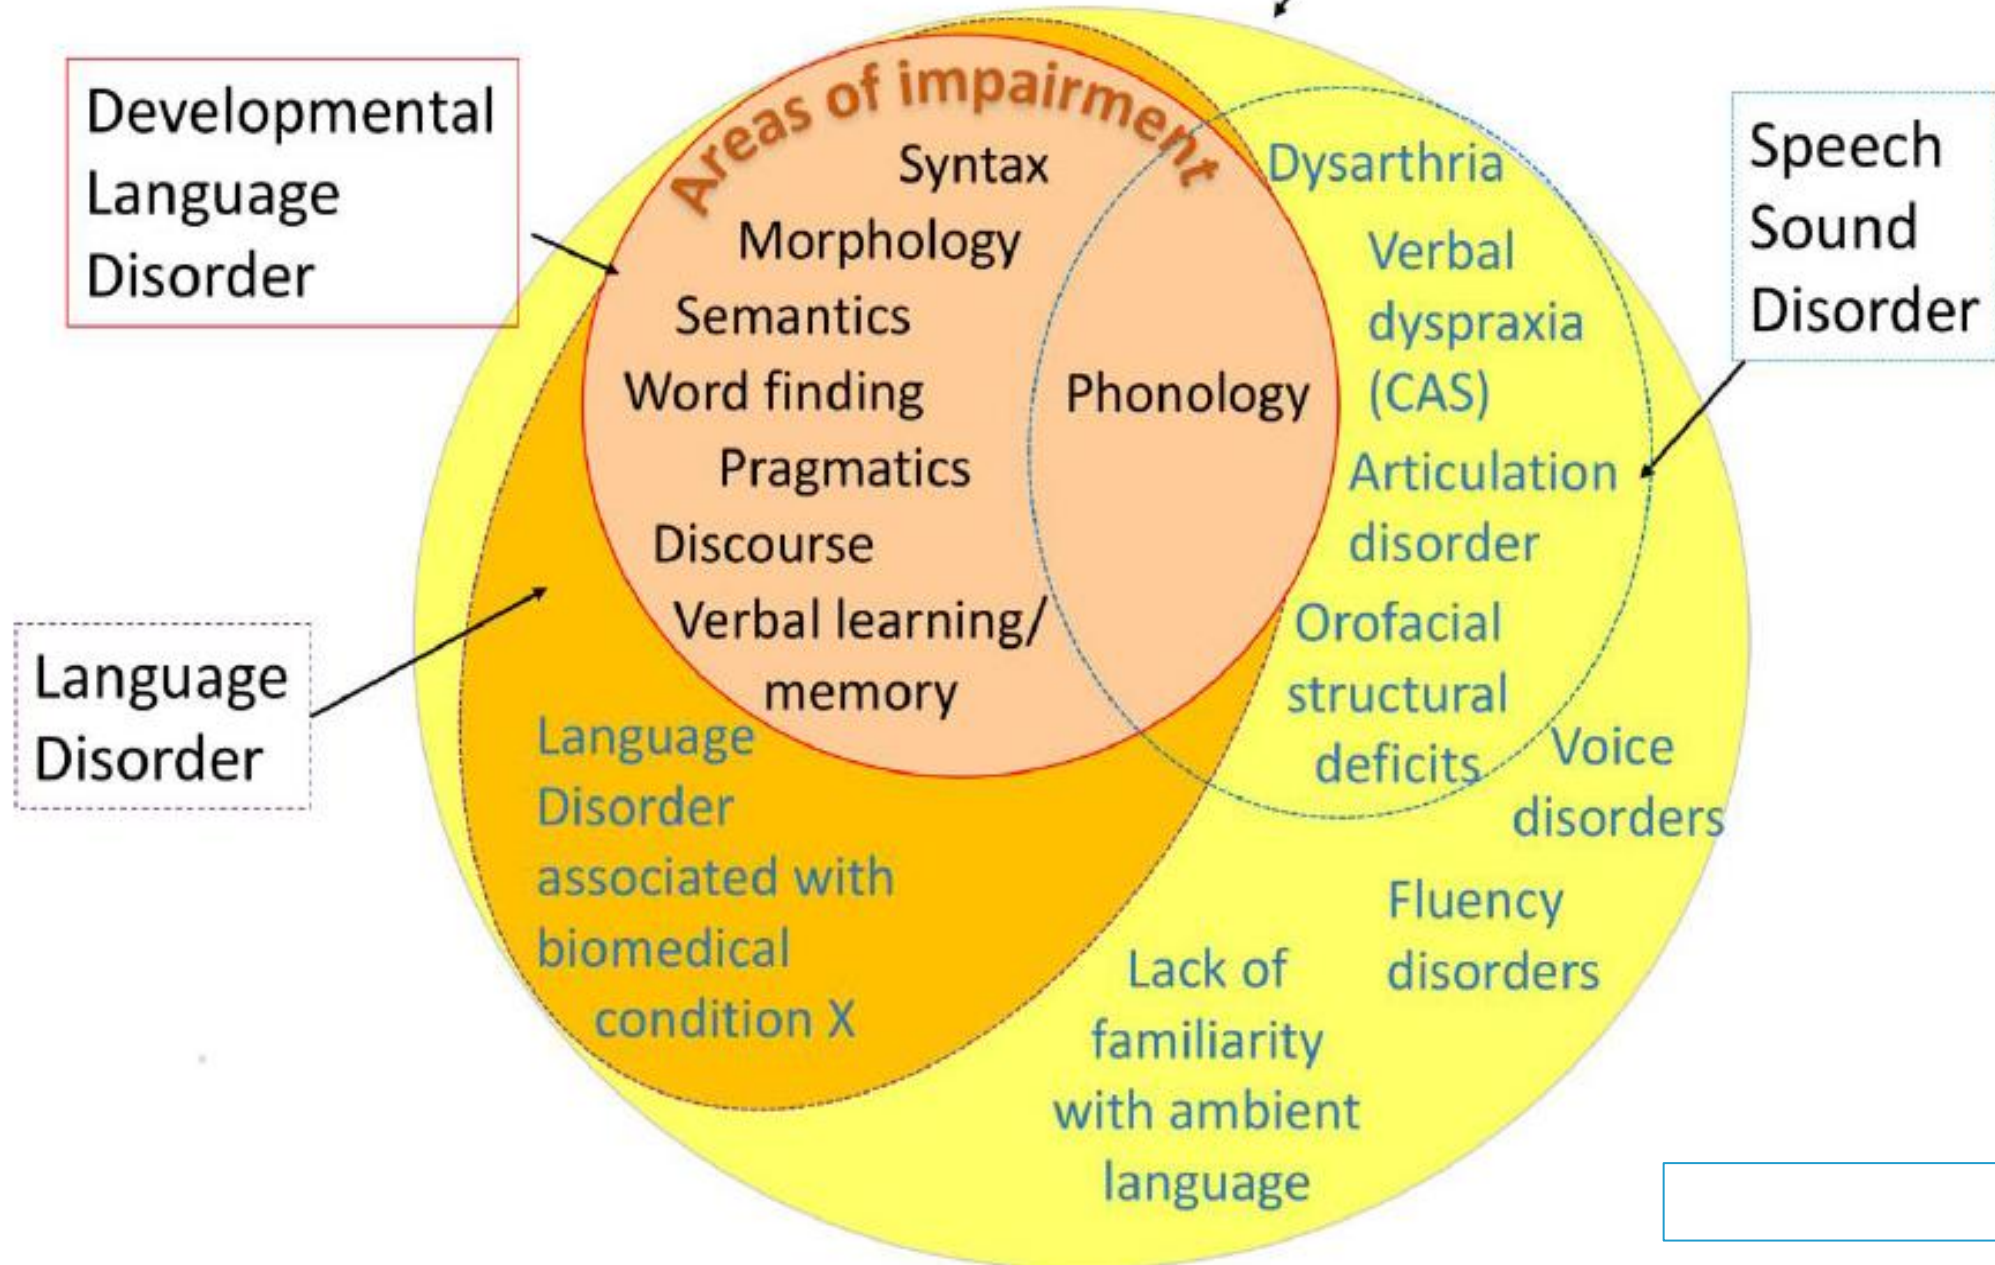 Developmental
Language
Disorder
Areas of impairment
Syntax
Morphology
Semantics
Word finding
Pragmatics
Discourse
Verbal learning/
memory
Phonology
Dysarthria
Verbal
dyspraxia
(CAS)
Articulation
disorder
Orofacial
structural
deficits
Speech
Sound
Disorder
Language
Disorder
Language
Disorder
associated with
biomedical
condition X
Voice
disorders
Fluency
disorders
Lack of
familiarity
with ambient
language